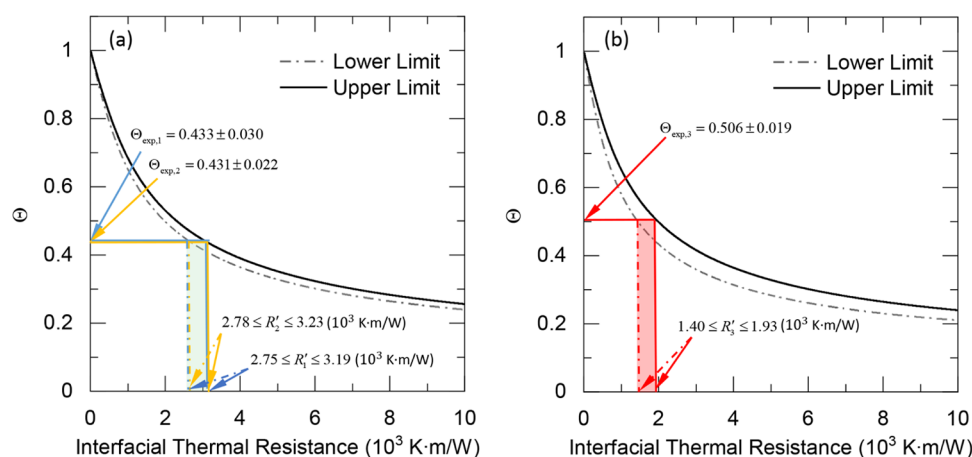 (a)
Lower Limit
Upper Limit
Θexp,1 = 0.433 ± 0.030
Θexp,2 = 0.431 ± 0.022
2.78 ≤ R′2 ≤ 3.23 (10³ K·m/W)
2.75 ≤ R′1 ≤ 3.19 (10³ K·m/W)
1
0.8
0.6
0.4
0.2
0
Θ
0 2 4 6 8 10
Interfacial Thermal Resistance (10³ K·m/W)
(b)
Lower Limit
Upper Limit
Θexp,3 = 0.506 ± 0.019
1.40 ≤ R′3 ≤ 1.93 (10³ K·m/W)
1
0.8
0.6
0.4
0.2
0
Θ
0 2 4 6 8 10
Interfacial Thermal Resistance (10³ K·m/W)